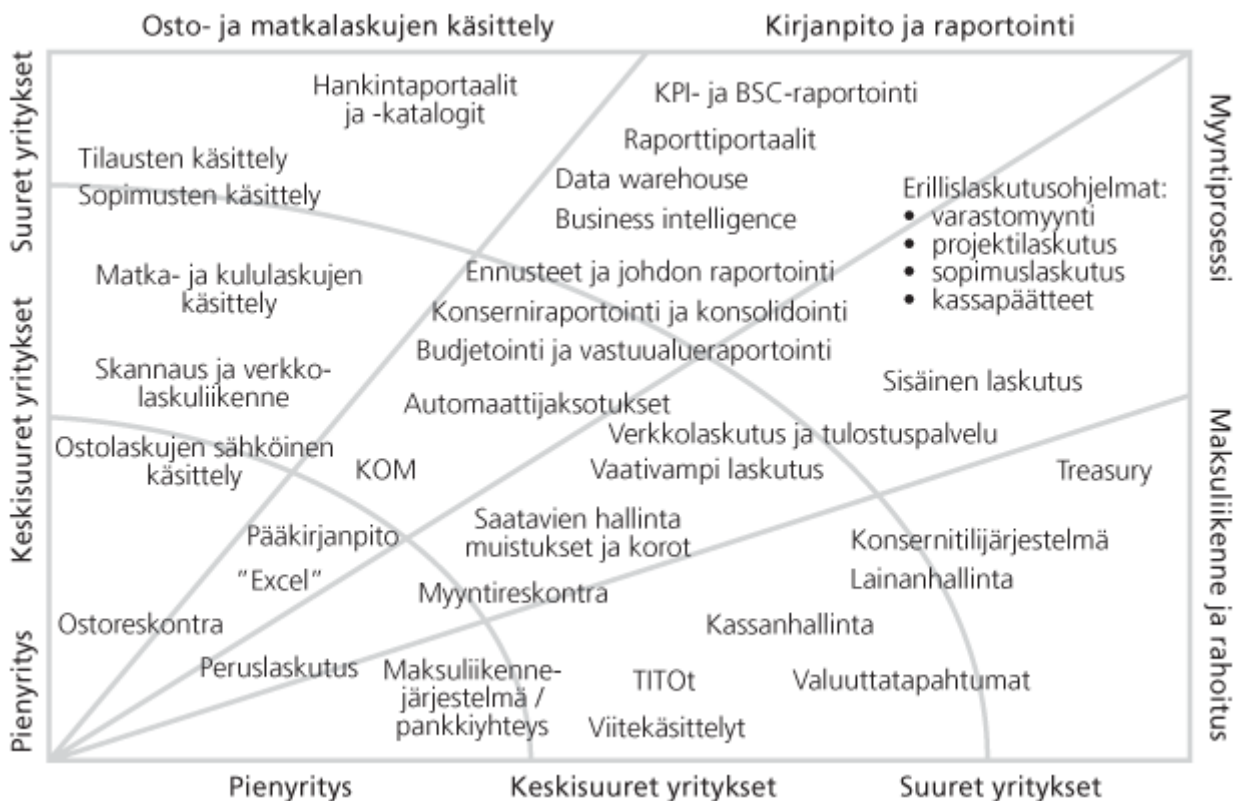 Osto- ja matkalaskujen käsittely
Kirjanpito ja raportointi
Suuret yritykset
Keskisuuret yritykset
Pienyritys
Hankintaportaalit
ja -katalogit
KPI- ja BSC-raportointi
Raporttiportaalit
Tilausten käsittely
Sopimusten käsittely
Data warehouse
Business intelligence
Erillislaskutusohjelmat:
• varastomyynti
• projektilaskutus
• sopimuslaskutus
• kassapäätteet
Matka- ja kululaskujen
käsittely
Ennusteet ja johdon raportointi
Konserniraportointi ja konsolidointi
Budjetointi ja vastuualueraportointi
Skannaus ja verkko-
laskuliikenne
Sisäinen laskutus
Automaattijaksotukset
Verkkolaskutus ja tulostuspalvelu
Ostolaskujen sähköinen
käsittely
KOM
Vaativampi laskutus
Treasury
Pääkirjanpito
Saatavien hallinta
muistukset ja korot
Konsernitilijärjestelmä
"Excel"
Myyntireskontra
Lainanhallinta
Ostoreskontra
Kassanhallinta
Peruslaskutus
Maksuliikenne-
järjestelmä /
pankkiyhteys
TITOt
Valuuttatapahtumat
Viitekäsittelyt
Myyntiprosessi
Maksuliikenne ja rahoitus
Pienyritys
Keskisuuret yritykset
Suuret yritykset